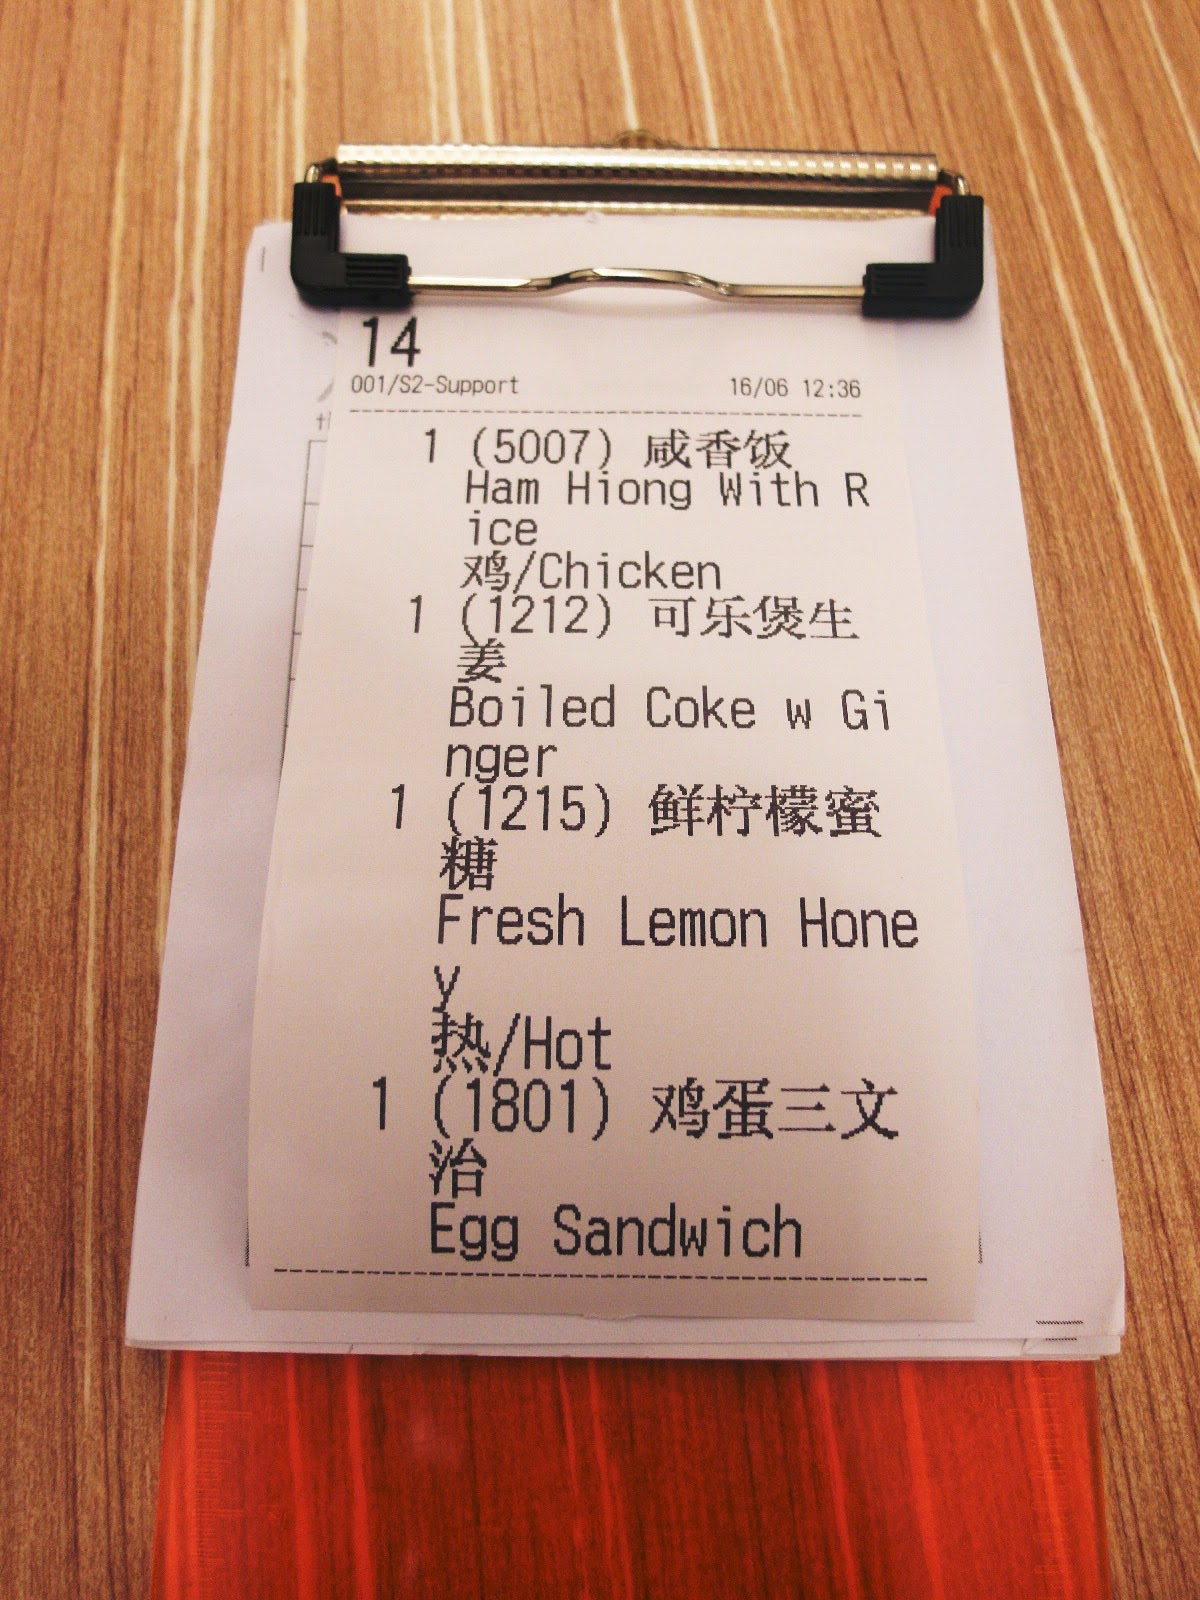 14
001/S2-Support 16/06 12:36
1 (5007) 咸香饭
Ham Hiong With R
ice
鸡/Chicken
1 (1212) 可乐煲生
姜
Boiled Coke w Gi
nger
1 (1215) 鲜柠檬蜜
糖
Fresh Lemon Hone
y
热/Hot
1 (1801) 鸡蛋三文
治
Egg Sandwich